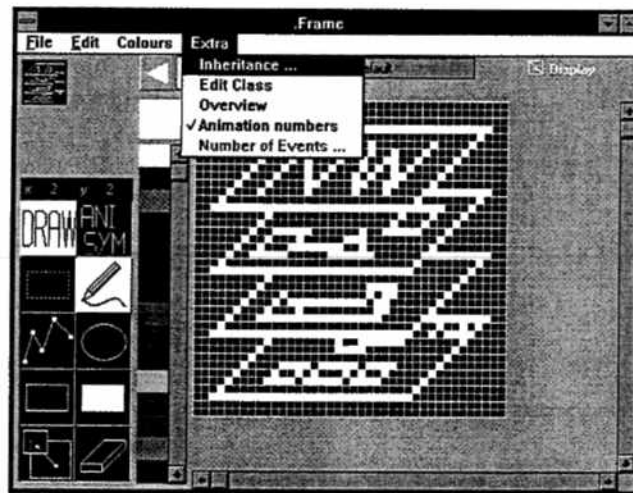 .Frame
File Edit Colours Extra
Inheritance ...
Edit Class
Overview
✓Animation numbers
Number of Events ...
Display
x 2 y 2
DRAW ANI
SYM